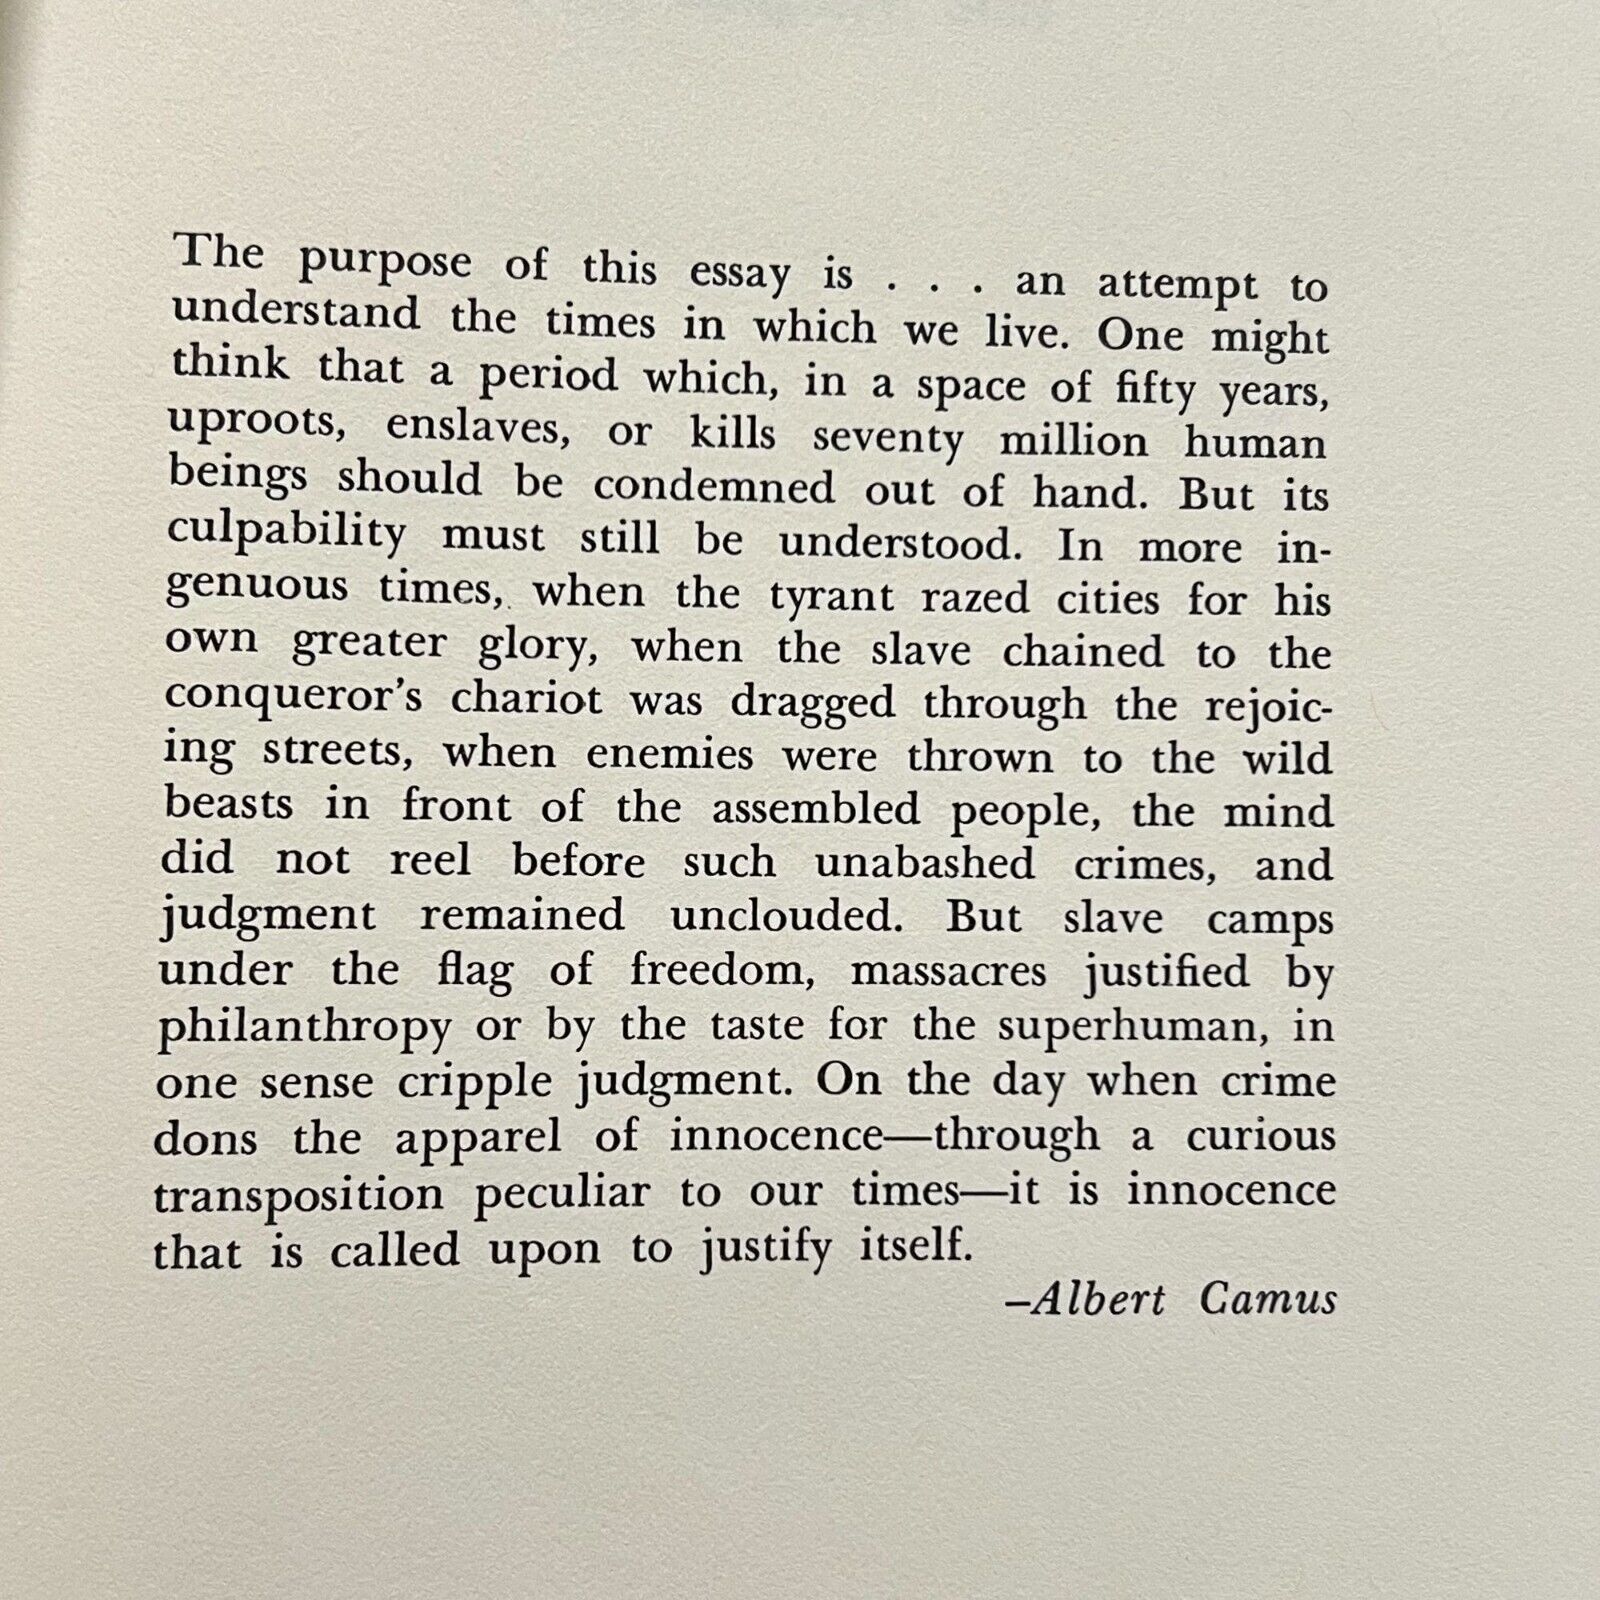 The purpose of this essay is . . . an attempt to
understand the times in which we live. One might
think that a period which, in a space of fifty years,
uproots, enslaves, or kills seventy million human
beings should be condemned out of hand. But its
culpability must still be understood. In more in-
genuous times, when the tyrant razed cities for his
own greater glory, when the slave chained to the
conqueror's chariot was dragged through the rejoic-
ing streets, when enemies were thrown to the wild
beasts in front of the assembled people, the mind
did not reel before such unabashed crimes, and
judgment remained unclouded. But slave camps
under the flag of freedom, massacres justified by
philanthropy or by the taste for the superhuman, in
one sense cripple judgment. On the day when crime
dons the apparel of innocence—through a curious
transposition peculiar to our times—it is innocence
that is called upon to justify itself.
–Albert Camus